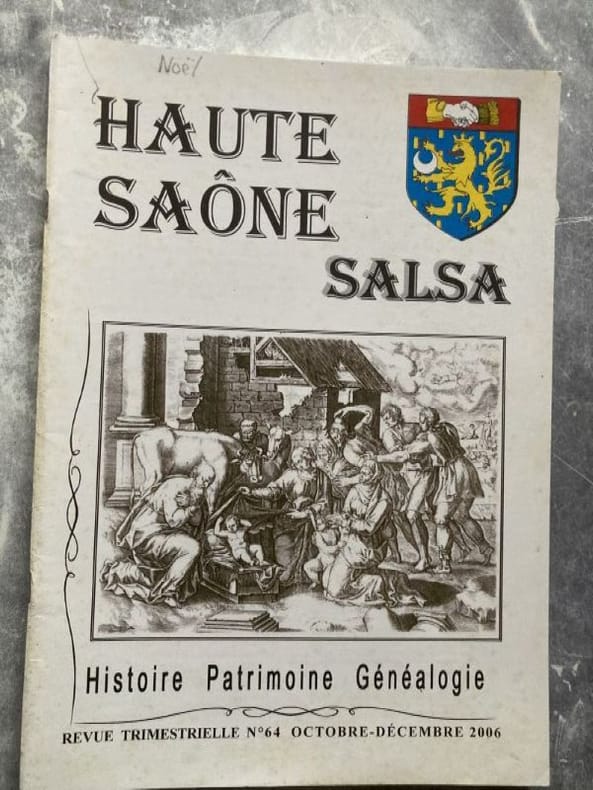 Noël
HAUTE
SAÔNE
SALSA
Histoire Patrimoine Généalogie
REVUE TRIMESTRIELLE N°64 OCTOBRE-DÉCEMBRE 2006